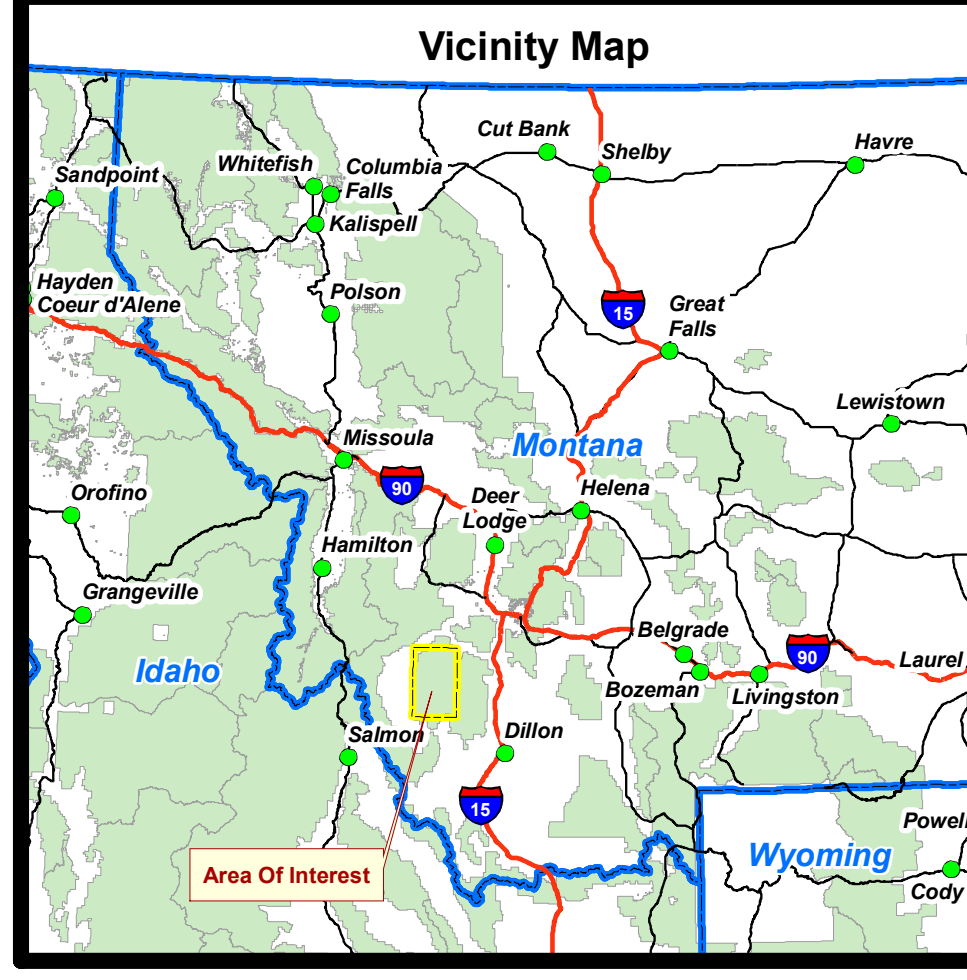 Vicinity Map
Cut Bank
Shelby
Havre
Whitefish
Columbia
Falls
Sandpoint
Kalispell
Hayden
Coeur d'Alene
Polson
15
Great
Falls
Lewistown
Missoula
Montana
90
Deer
Lodge
Helena
Orofino
Hamilton
Grangeville
Belgrade
90
Laurel
Idaho
Bozeman
Livingston
Salmon
Dillon
15
Powell
Wyoming
Area Of Interest
Cody